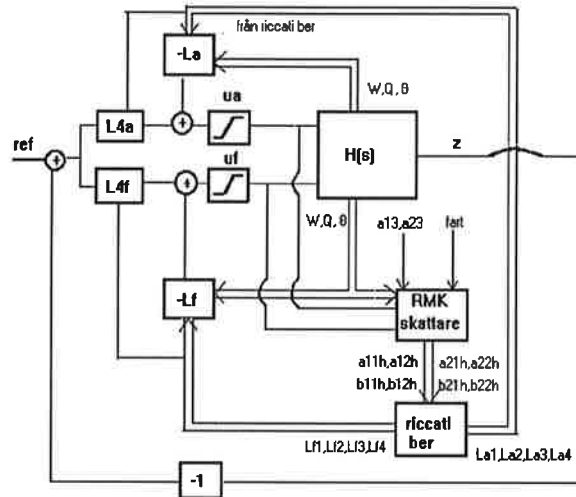 från riccati ber
-La
W,Q,θ
ua
L4a
ref
H(s)
z
L4f
uf
W,Q,θ
a13,a23
fart
-Lf
RMK
skattare
a11h,a12h
a21h,a22h
b11h,b12h
b21h,b22h
riccati
ber
Lf1,Lf2,Lf3,Lf4
La1,La2,La3,La4
-1